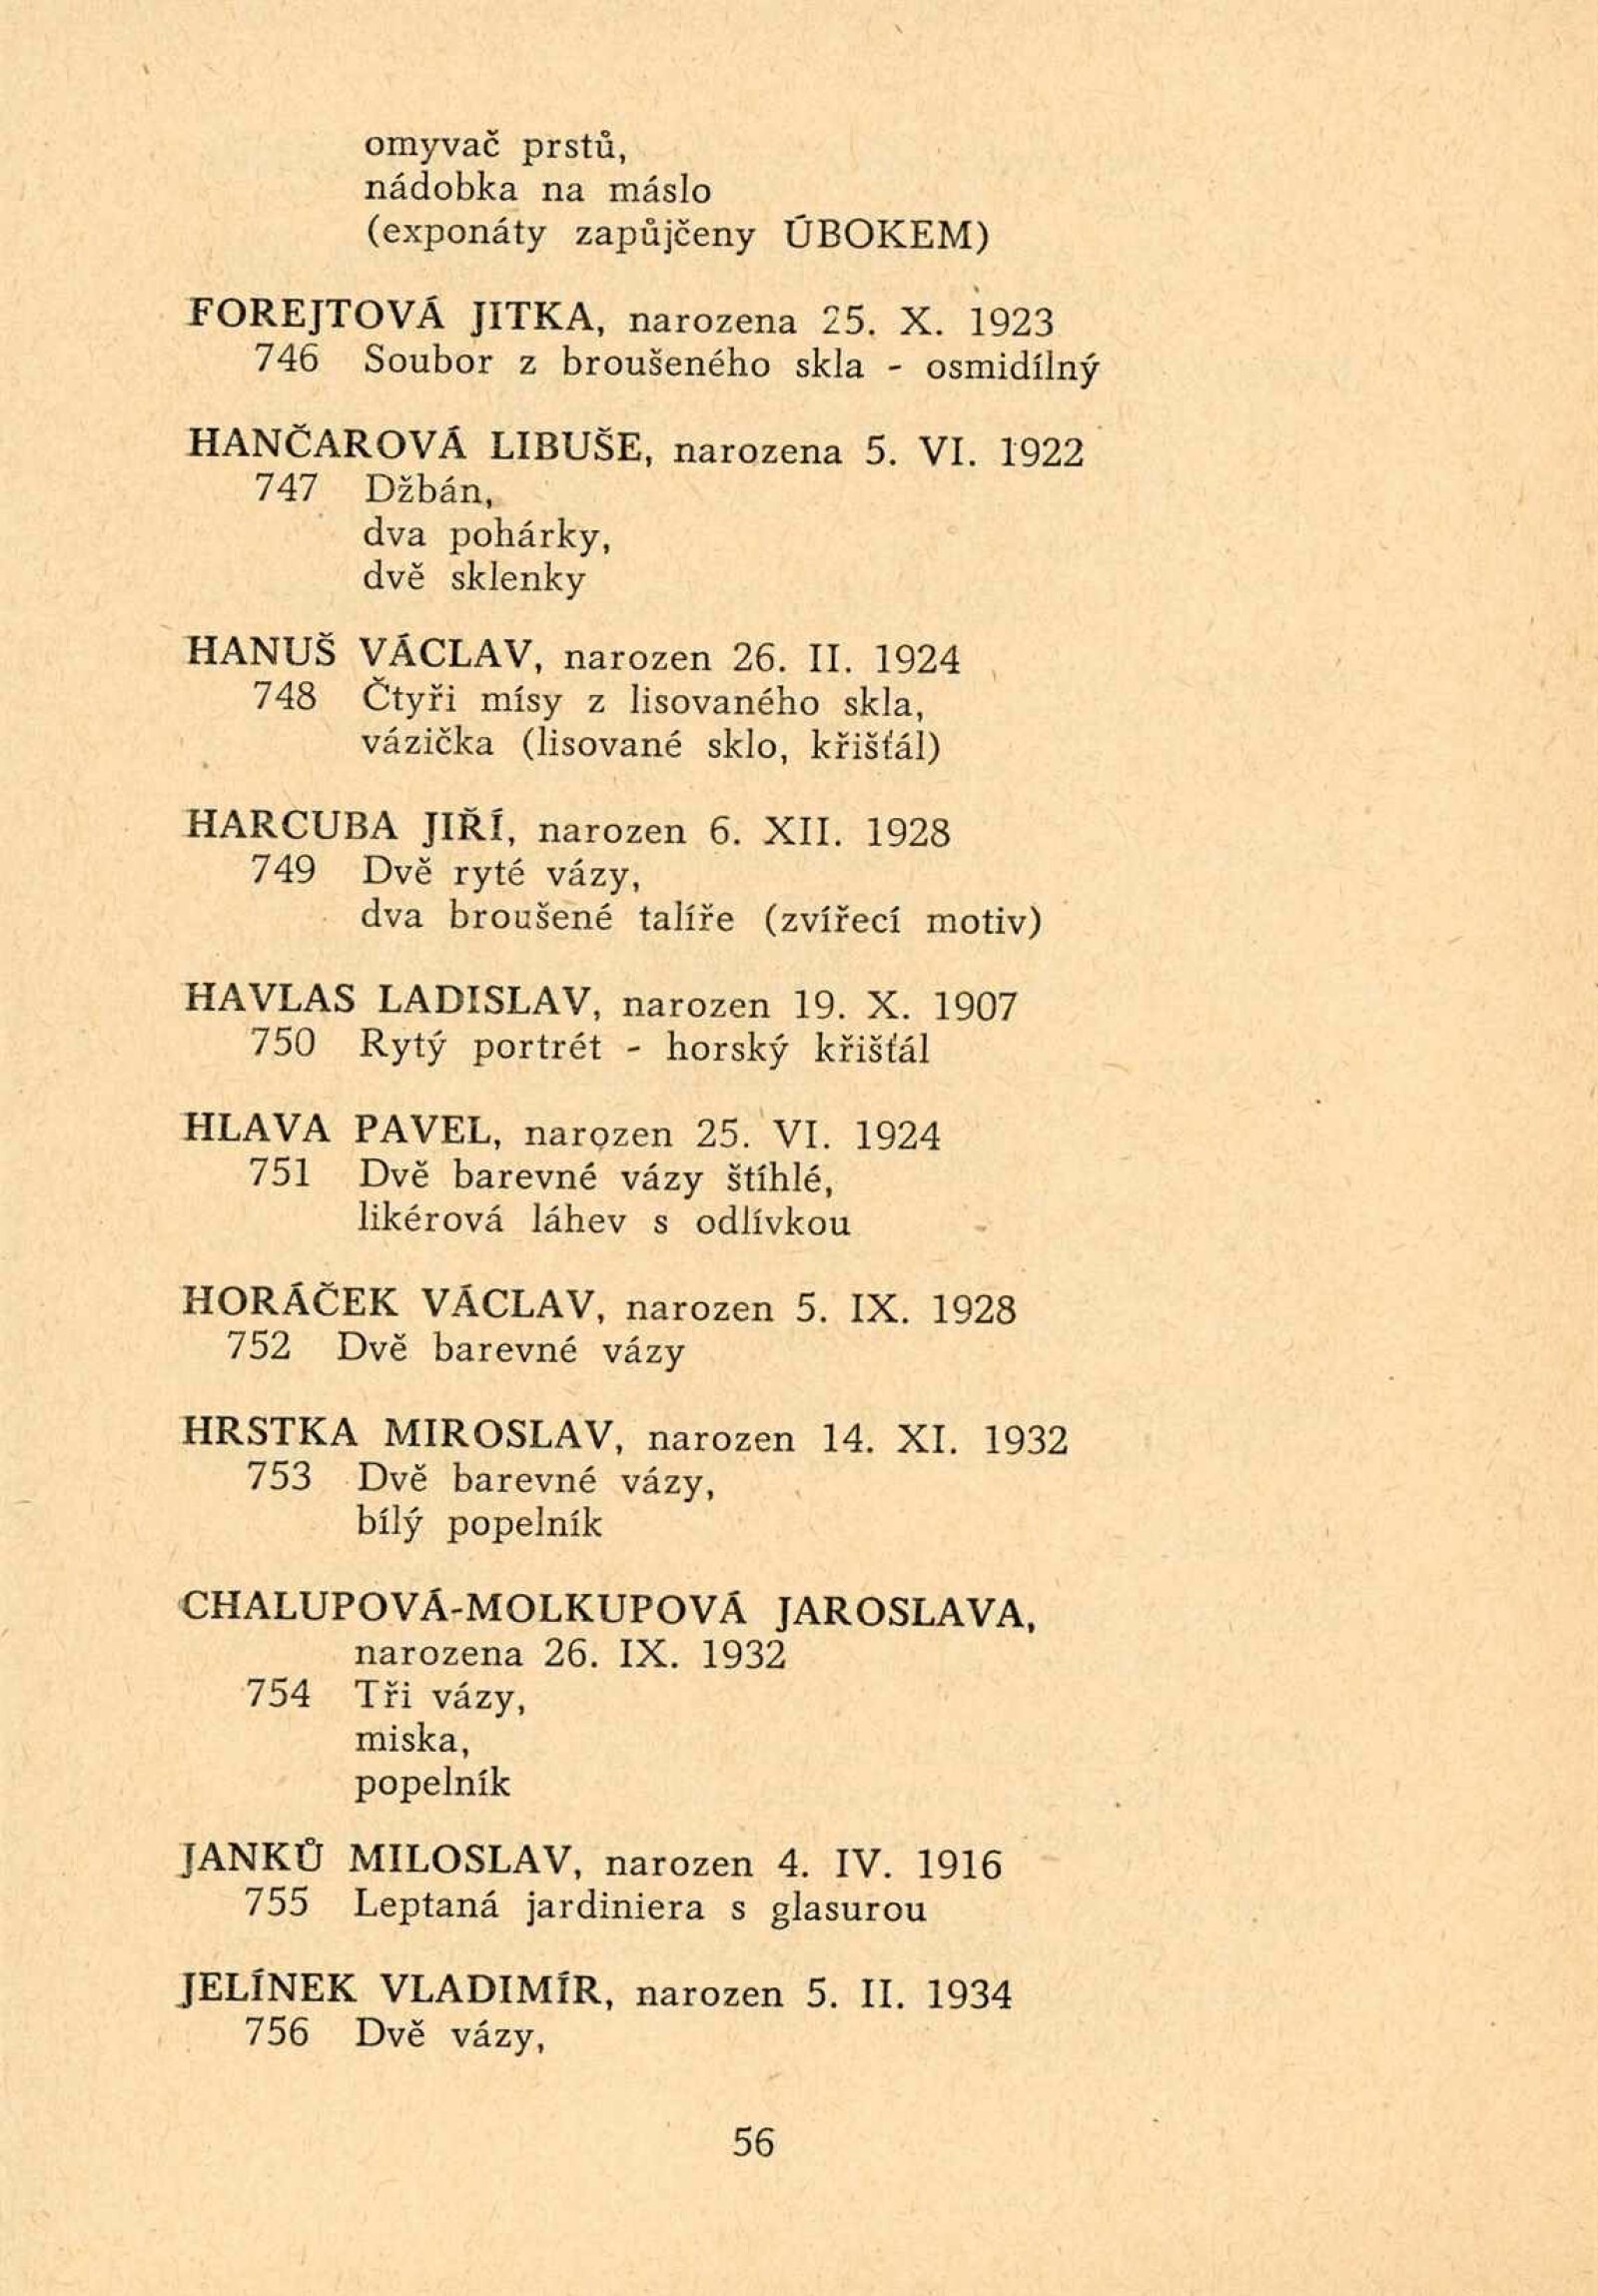 omyvač prstů,
nádobka na máslo
(exponáty zapůjčeny ÚBOKEM)
FOREJTOVÁ JITKA, narozena 25. X. 1923
746 Soubor z broušeného skla - osmidílný
HANČAROVÁ LIBUŠE, narozena 5. VI. 1922
747 Džbán,
dva pohárky,
dvě sklenky
HANUŠ VÁCLAV, narozen 26. II. 1924
748 Čtyři mísy z lisovaného skla,
vázička (lisované sklo, křišťál)
HARCUBA JIŘÍ, narozen 6. XII. 1928
749 Dvě ryté vázy,
dva broušené talíře (zvířecí motiv)
HAVLAS LADISLAV, narozen 19. X. 1907
750 Rytý portrét - horský křišťál
HLAVA PAVEL, narozen 25. VI. 1924
751 Dvě barevné vázy štíhlé,
likérová láhev s odlívkou
HORÁČEK VÁCLAV, narozen 5. IX. 1928
752 Dvě barevné vázy
HRSTKA MIROSLAV, narozen 14. XI. 1932
753 Dvě barevné vázy,
bílý popelník
CHALUPOVÁ-MOLKUPOVÁ JAROSLAVA,
narozena 26. IX. 1932
754 Tři vázy,
miska,
popelník
JANKŮ MILOSLAV, narozen 4. IV. 1916
755 Leptaná jardiniera s glasurou
JELÍNEK VLADIMÍR, narozen 5. II. 1934
756 Dvě vázy,
56